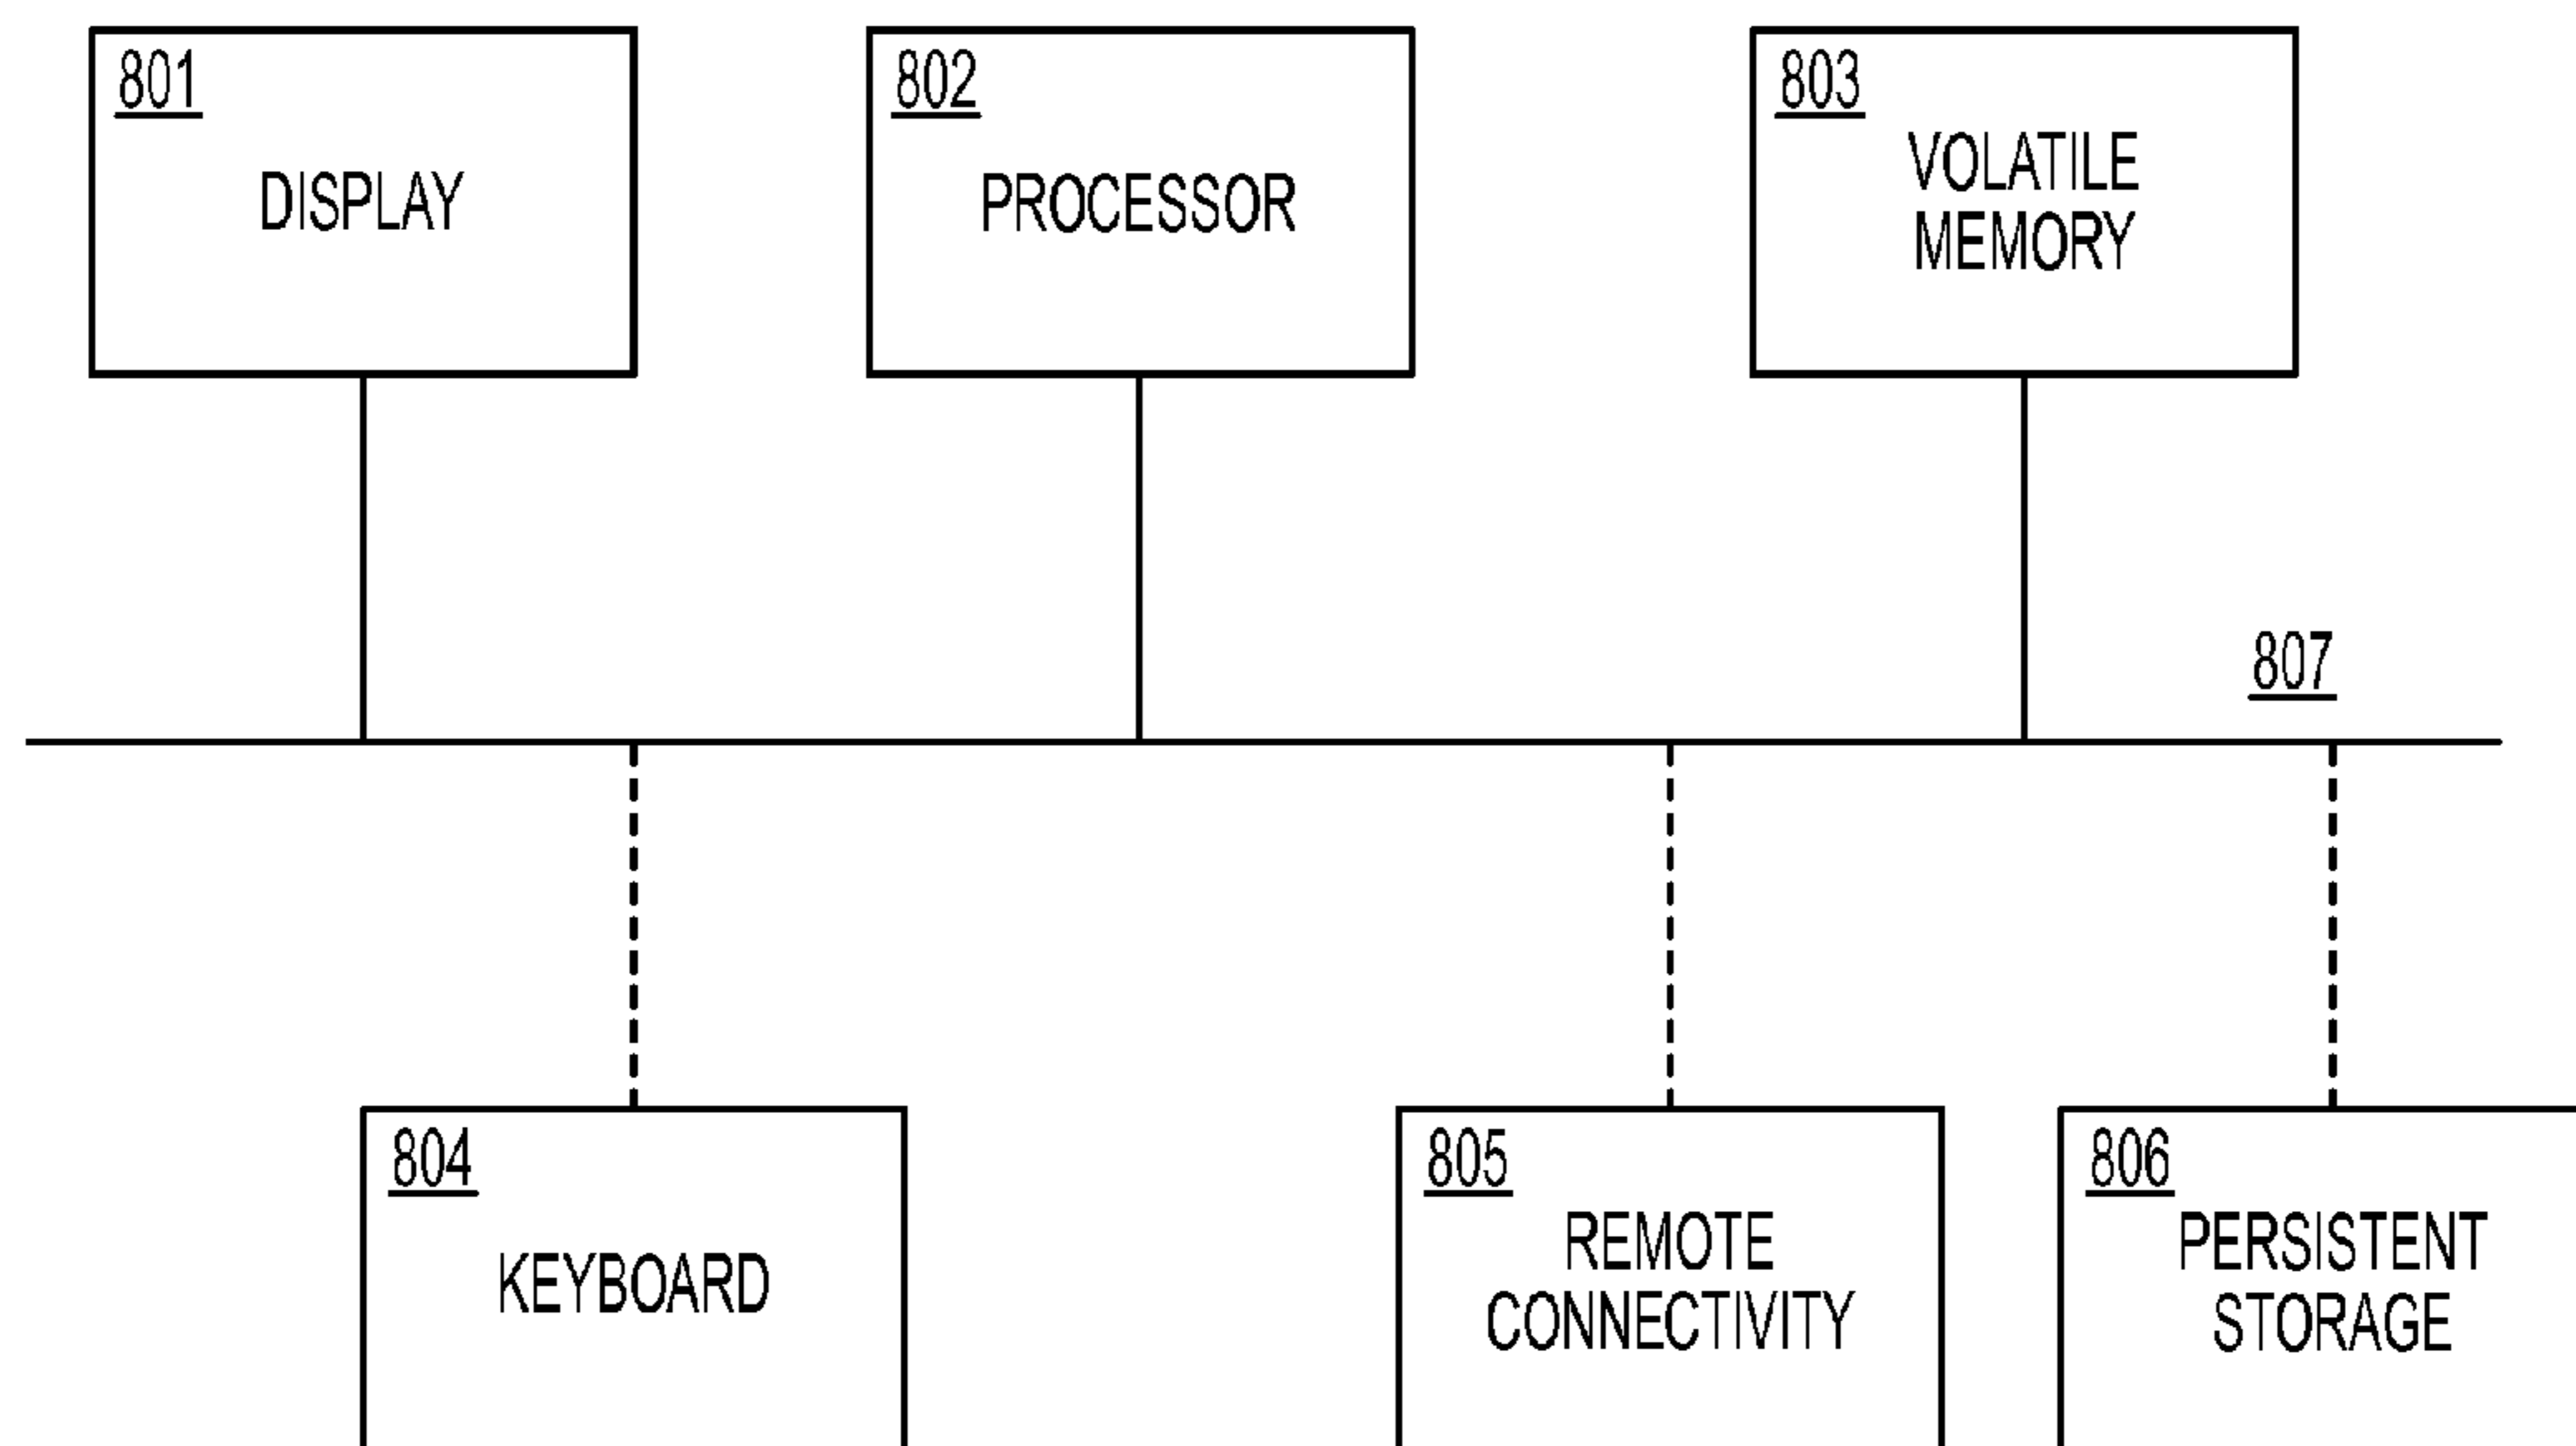 801
DISPLAY
802
PROCESSOR
803
VOLATILE
MEMORY
807
804
KEYBOARD
805
REMOTE
CONNECTIVITY
806
PERSISTENT
STORAGE